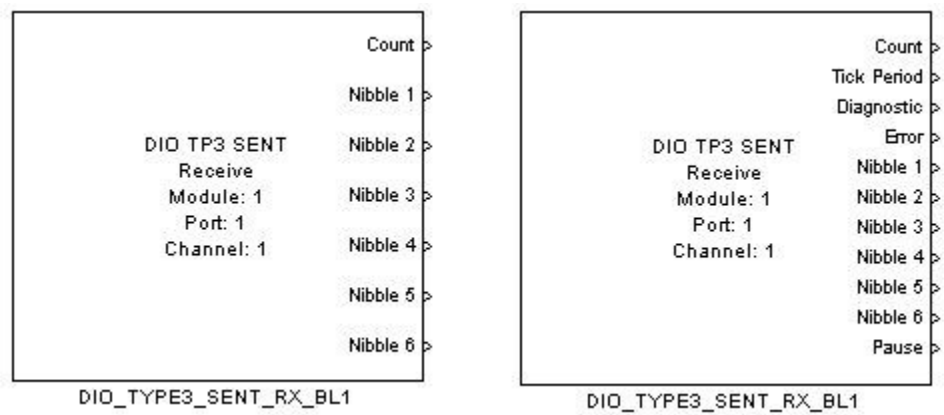 Count
Nibble 1
DIO TP3 SENT
Receive
Module: 1
Port: 1
Channel: 1
Nibble 2
Nibble 3
Nibble 4
Nibble 5
Nibble 6
DIO_TYPE3_SENT_RX_BL1
Count
Tick Period
Diagnostic
Error
DIO TP3 SENT
Receive
Module: 1
Port: 1
Channel: 1
Nibble 1
Nibble 2
Nibble 3
Nibble 4
Nibble 5
Nibble 6
Pause
DIO_TYPE3_SENT_RX_BL1